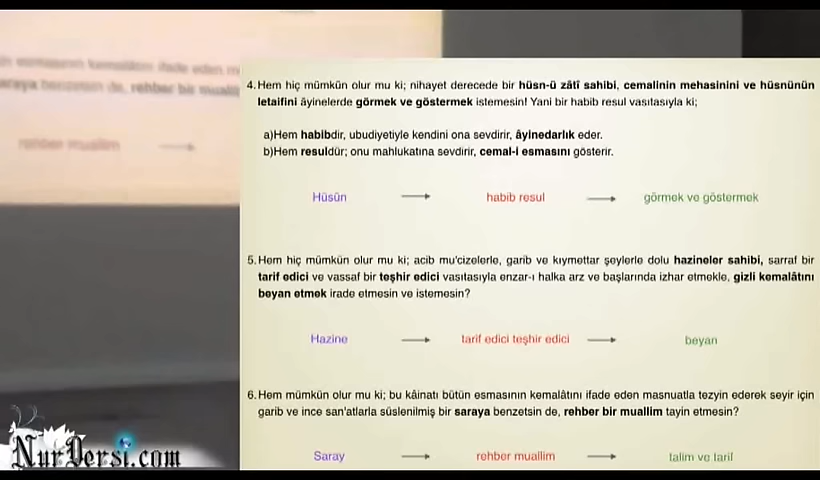 4. Hem hiç mümkün olur mu ki; nihayet derecede bir hüsn-ü zâtî sahibi, cemalinin mehasinini ve hüsnünün
letaifini âyinelerde görmek ve göstermek istemesin! Yani bir habib resul vasıtasıyla ki;
a)Hem habibdir, ubudiyetiyle kendini ona sevdirir, âyinedarlık eder.
b)Hem resuldür; onu mahlukatına sevdirir, cemal-i esmasını gösterir.
Hüsün → habib resul → görmek ve göstermek
5. Hem hiç mümkün olur mu ki; acib mu'cizelerle, garib ve kıymettar şeylerle dolu hazineler sahibi, sarraf bir
tarif edici ve vassaf bir teşhir edici vasıtasıyla enzar-ı halka arz ve başlarında izhar etmekle, gizli kemalâtını
beyan etmek irade etmesin ve istemesin?
Hazine → tarif edici teşhir edici → beyan
6. Hem mümkün olur mu ki; bu kâinatı bütün esmasının kemalâtını ifade eden masnuatla tezyin ederek seyir için
garib ve ince san'atlarla süslenilmiş bir saraya benzetsin de, rehber bir muallim tayin etmesin?
Saray → rehber muallim → talim ve tarif
rehber muallim →
NurDersi.com